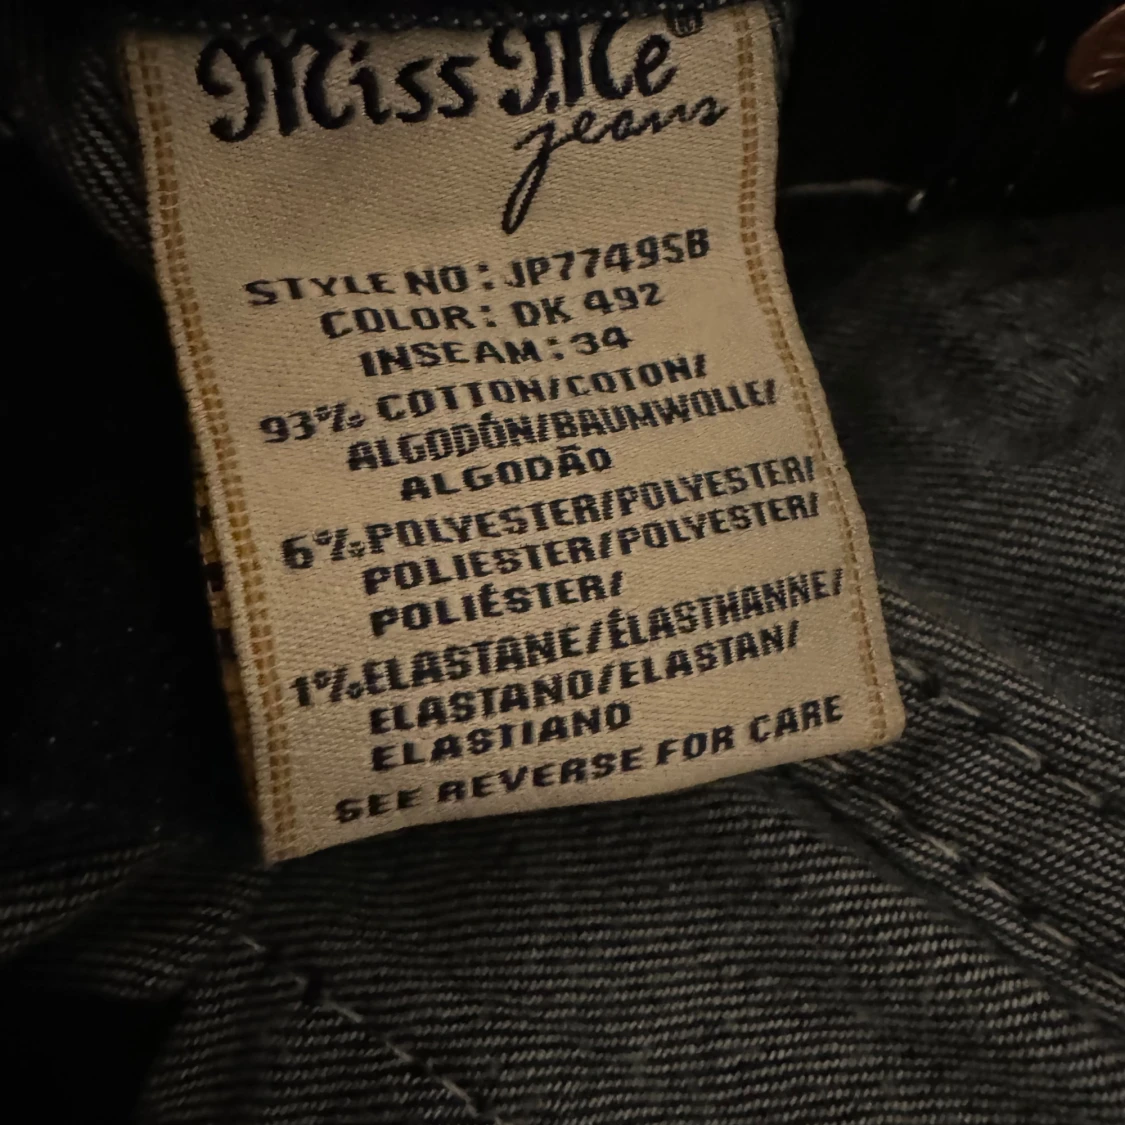 Miss Me
jeans
STYLE NO: JP7749SB
COLOR: DK 492
INSEAM: 34
93% COTTON/COTON/
ALGODÓN/BAUMWOLLE/
ALGODÃO
6% POLYESTER/POLYESTER/
POLIESTER/POLYESTER/
POLIÉSTER/
1% ELASTANE/ÉLASTHANNE/
ELASTANO/ELASTAN/
ELASTIANO
SEE REVERSE FOR CARE